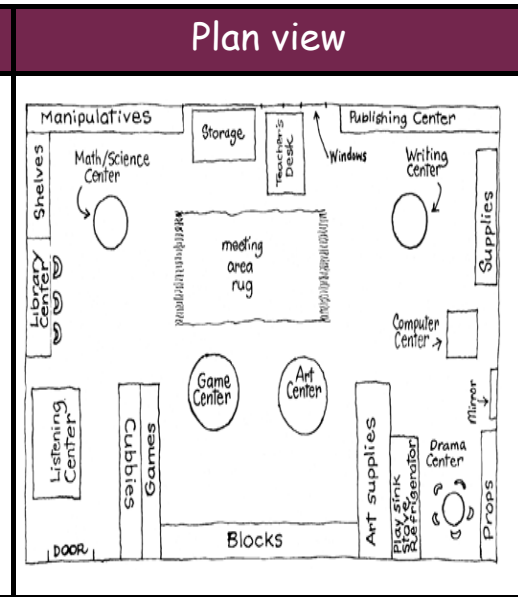 Plan view
Manipulatives
Storage
Teacher's
Desk
Windows
Publishing Center
Shelves
Math/Science
Center
Writing
Center
Supplies
Library
Center
meeting
area
rug
Computer
Center
Mirror
Listening
Center
Cubbies
Games
Game
Center
Art
Center
Art supplies
Play sink
Stove
Refrigerator
Drama
Center
Props
Blocks
DOOR